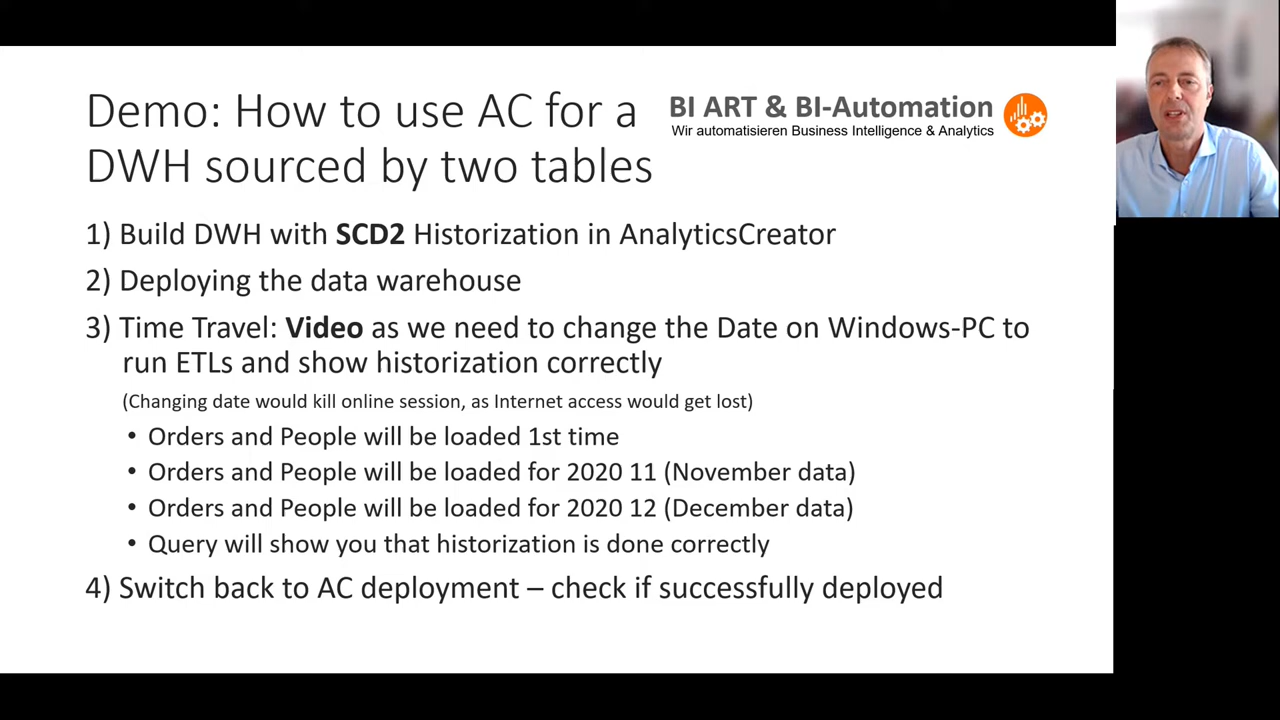 Demo: How to use AC for a
DWH sourced by two tables
BI ART & BI-Automation
Wir automatisieren Business Intelligence & Analytics
1) Build DWH with SCD2 Historization in AnalyticsCreator
2) Deploying the data warehouse
3) Time Travel: Video as we need to change the Date on Windows-PC to
run ETLs and show historization correctly
(Changing date would kill online session, as Internet access would get lost)
• Orders and People will be loaded 1st time
• Orders and People will be loaded for 2020 11 (November data)
• Orders and People will be loaded for 2020 12 (December data)
• Query will show you that historization is done correctly
4) Switch back to AC deployment – check if successfully deployed